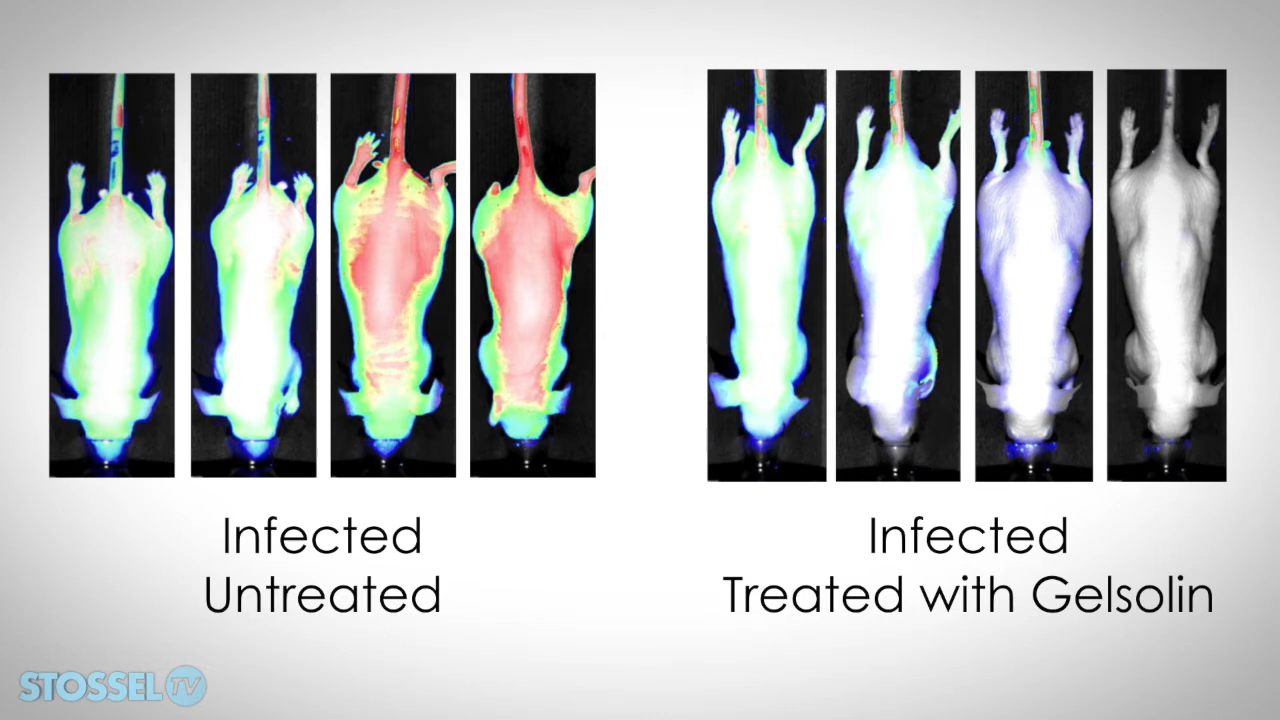 Infected
Untreated
Infected
Treated with Gelsolin
STOSSEL TV